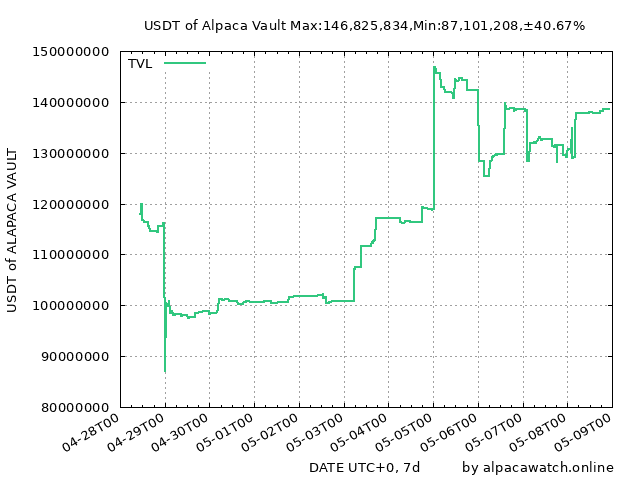 USDT of Alpaca Vault Max:146,825,834,Min:87,101,208,±40.67%
TVL
USDT of ALAPACA VAULT
150000000
140000000
130000000
120000000
110000000
100000000
90000000
80000000
04-28T00
04-29T00
04-30T00
05-01T00
05-02T00
05-03T00
05-04T00
05-05T00
05-06T00
05-07T00
05-08T00
05-09T00
DATE UTC+0, 7d
by alpacawatch.online